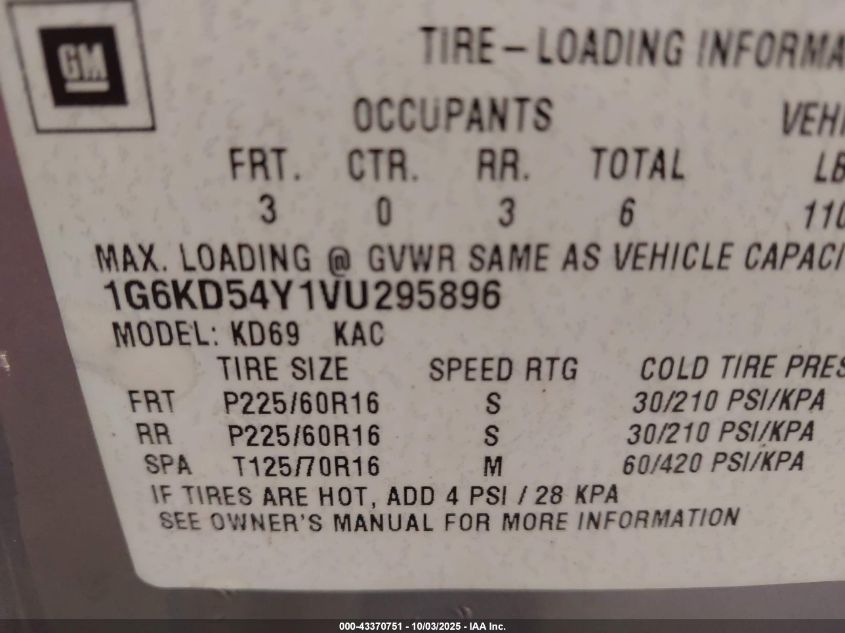 GM
TIRE-LOADING INFORMA
OCCUPANTS VEHI
FRT. CTR. RR. TOTAL LB
3 0 3 6 110
MAX. LOADING @ GVWR SAME AS VEHICLE CAPACI
1G6KD54Y1VU295896
MODEL: KD69 KAC
TIRE SIZE SPEED RTG COLD TIRE PRES
FRT P225/60R16 S 30/210 PSI/KPA
RR P225/60R16 S 30/210 PSI/KPA
SPA T125/70R16 M 60/420 PSI/KPA
IF TIRES ARE HOT, ADD 4 PSI / 28 KPA
SEE OWNER'S MANUAL FOR MORE INFORMATION
000-43370751 | 10/03/2025 | IAA Inc.